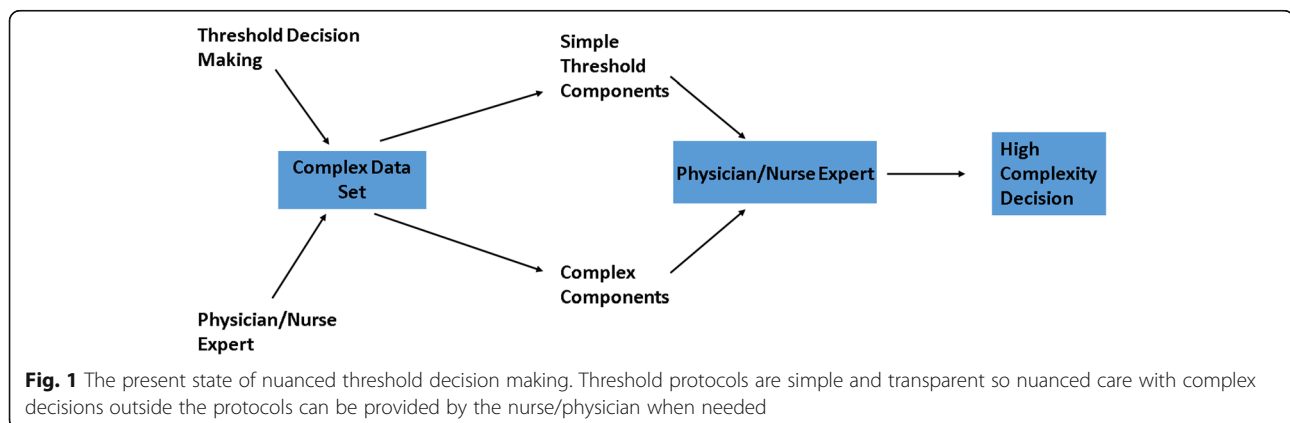 Threshold Decision
Making
Simple
Threshold
Components
Complex Data
Set
Physician/Nurse Expert
High
Complexity
Decision
Complex
Components
Physician/Nurse
Expert
Fig. 1 The present state of nuanced threshold decision making. Threshold protocols are simple and transparent so nuanced care with complex
decisions outside the protocols can be provided by the nurse/physician when needed